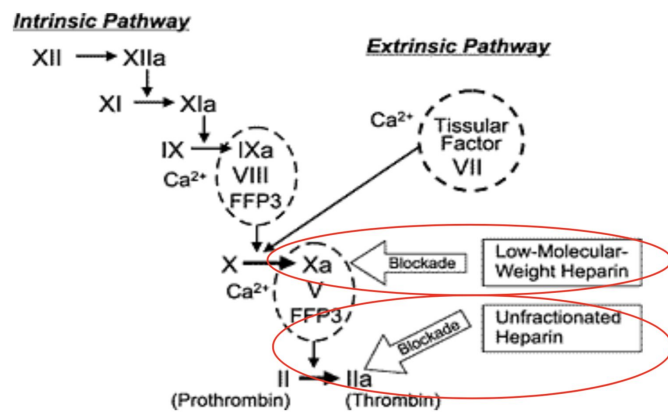 Intrinsic Pathway
Extrinsic Pathway
XII XIIa
XI XIa
IX IXa
Ca²⁺ VIII
FFP3
Ca²⁺ Tissular
Factor
VII
X Xa
Ca²⁺ V
FFP3
Blockade
Low-Molecular-
Weight Heparin
Blockade
Unfractionated
Heparin
II IIa
(Prothrombin) (Thrombin)